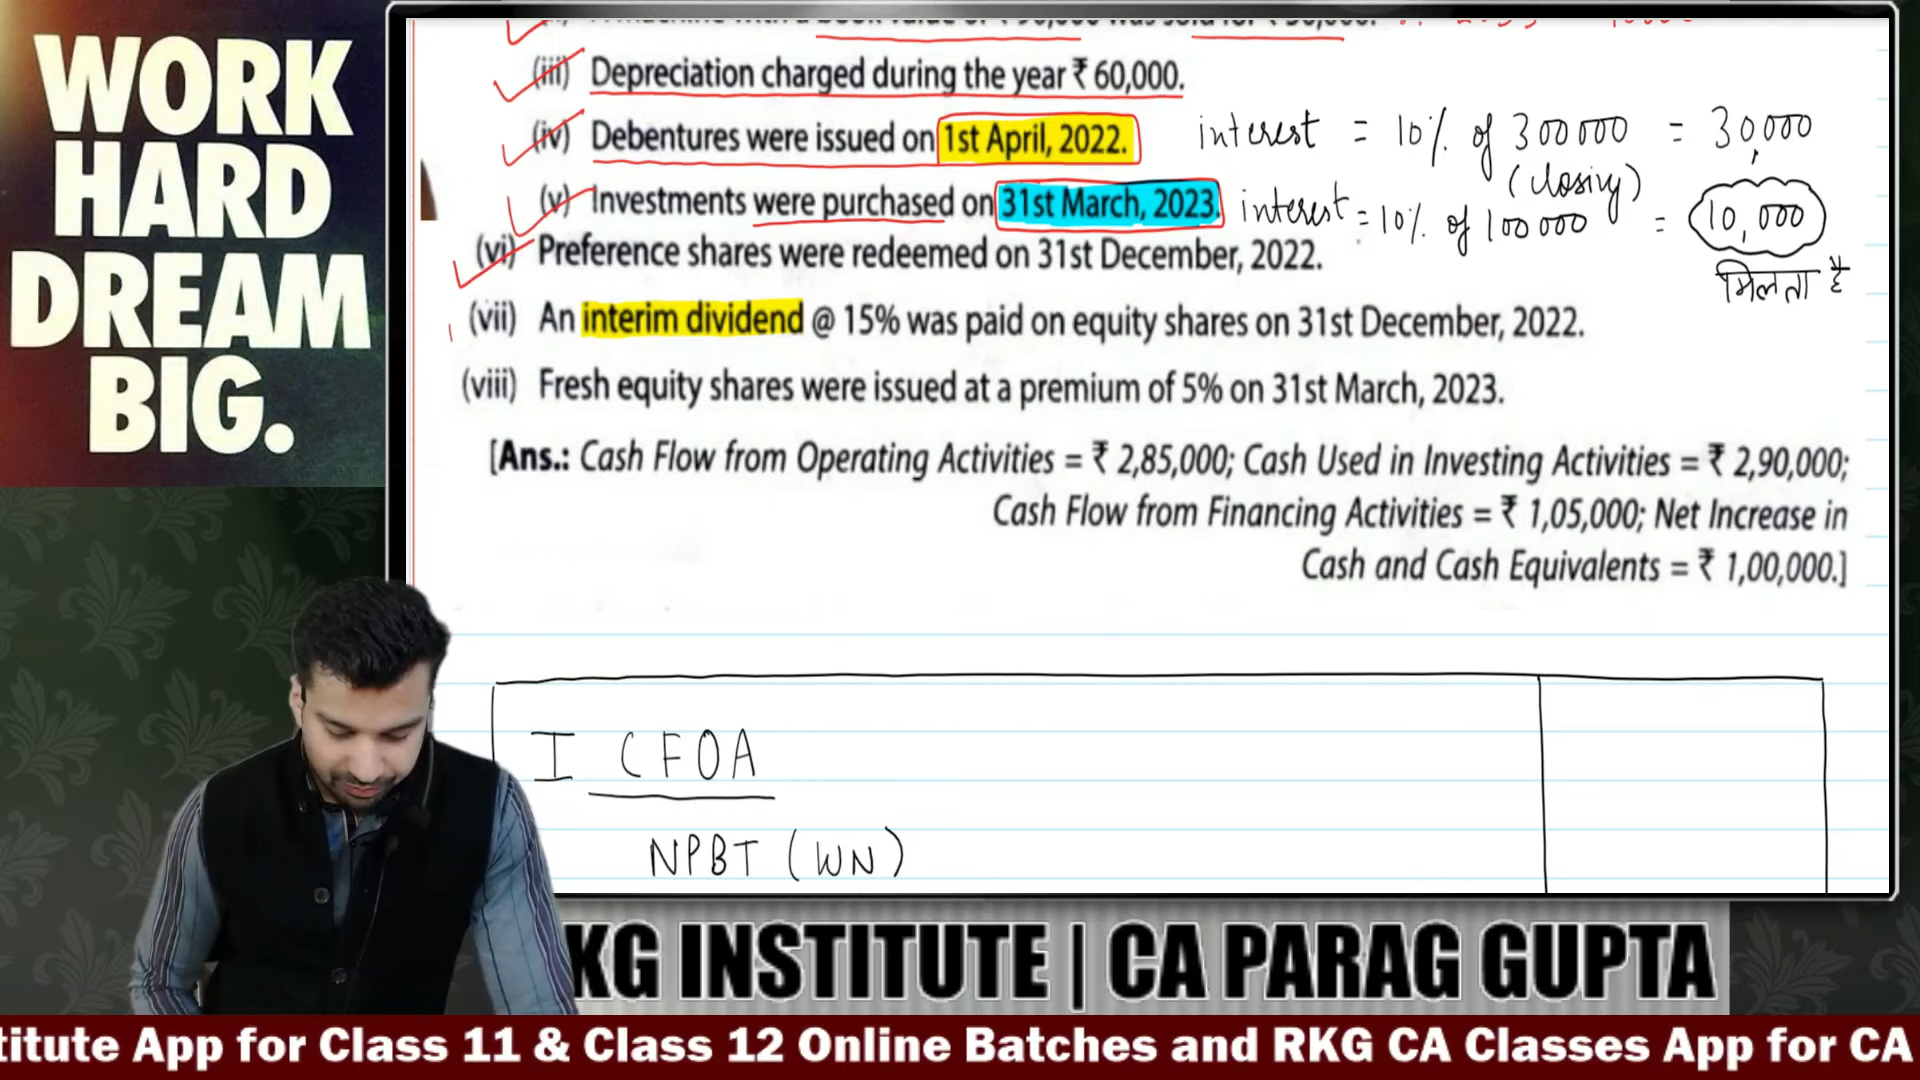 WORK
HARD
DREAM
BIG.
(iii) Depreciation charged during the year ₹ 60,000.
(iv) Debentures were issued on 1st April, 2022. interest = 10% of 300000 = 30,000
(closing)
(v) Investments were purchased on 31st March, 2023. interest = 10% of 100000 = 10,000
मिलता है
(vi) Preference shares were redeemed on 31st December, 2022.
(vii) An interim dividend @ 15% was paid on equity shares on 31st December, 2022.
(viii) Fresh equity shares were issued at a premium of 5% on 31st March, 2023.
[Ans.: Cash Flow from Operating Activities = ₹ 2,85,000; Cash Used in Investing Activities = ₹ 2,90,000;
Cash Flow from Financing Activities = ₹ 1,05,000; Net Increase in
Cash and Cash Equivalents = ₹ 1,00,000.]
I CFOA
NPBT (WN)
KG INSTITUTE | CA PARAG GUPTA
titute App for Class 11 & Class 12 Online Batches and RKG CA Classes App for CA